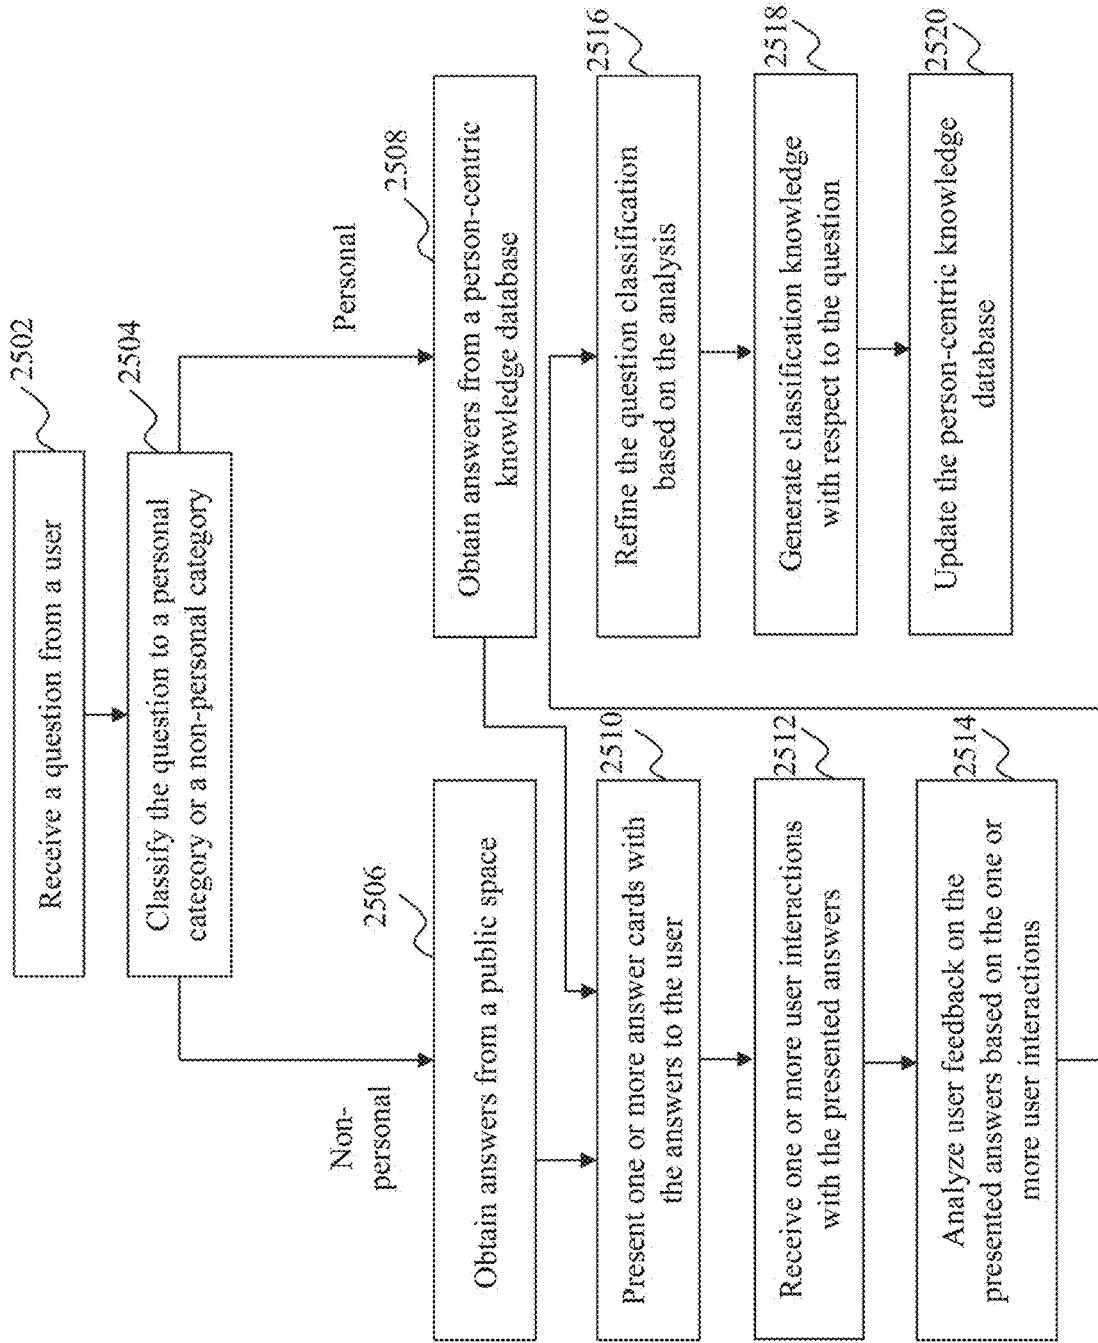 2502
Receive a question from a user
2504
Classify the question to a personal
category or a non-personal category
Non-
personal
Personal
2506
Obtain answers from a public space
2508
Obtain answers from a person-centric
knowledge database
2510
Present one or more answer cards with
the answers to the user
2512
Receive one or more user interactions
with the presented answers
2514
Analyze user feedback on the
presented answers based on the one or
more user interactions
2516
Refine the question classification
based on the analysis
2518
Generate classification knowledge
with respect to the question
2520
Update the person-centric knowledge
database